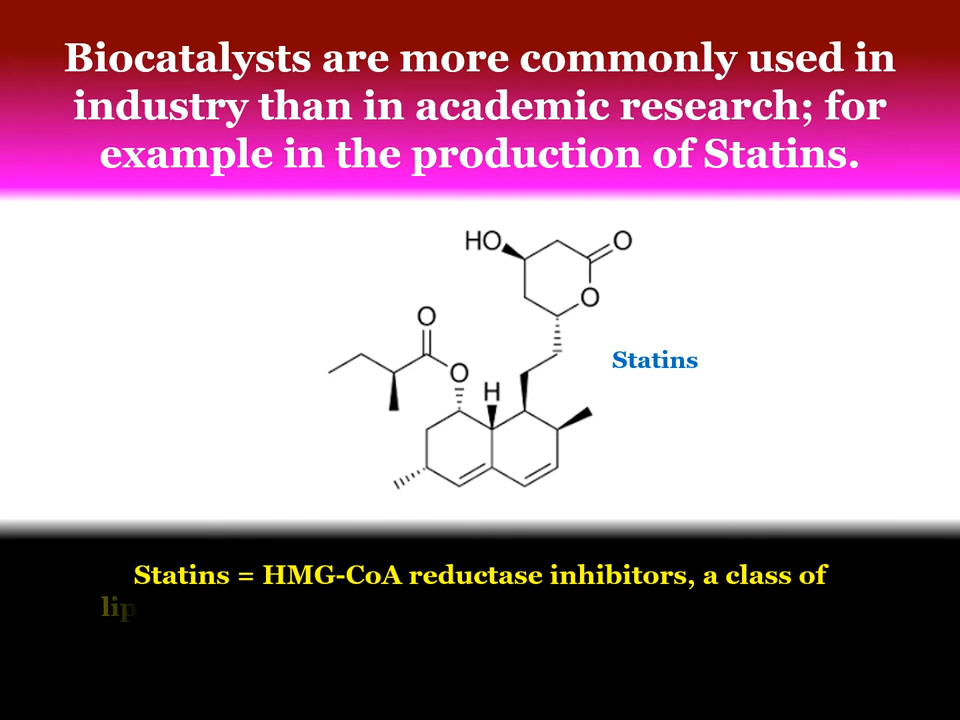 Biocatalysts are more commonly used in
industry than in academic research; for
example in the production of Statins.
HO
O
O
O
O
H
Statins
Statins = HMG-CoA reductase inhibitors, a class of
lip